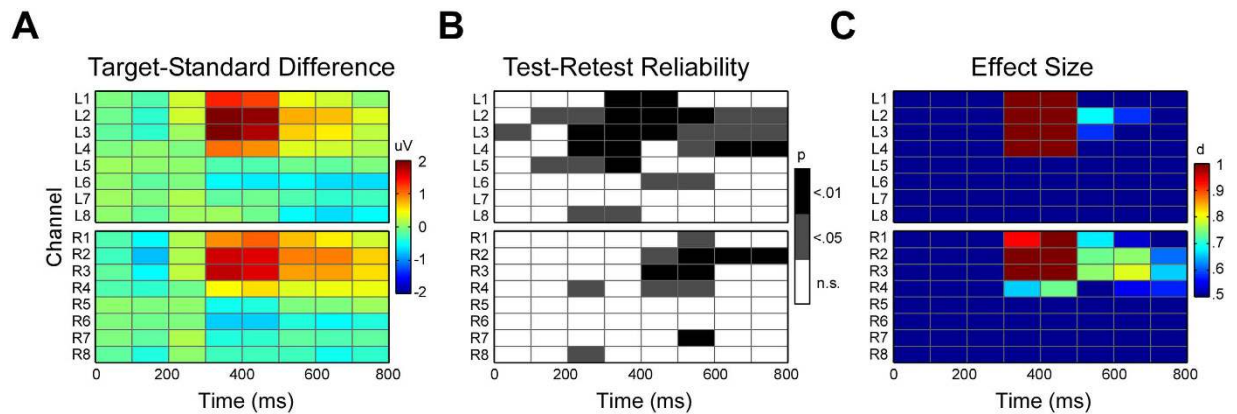 A
B
C
Target-Standard Difference
Test-Retest Reliability
Effect Size
Channel
L1
L2
L3
L4
L5
L6
L7
L8
R1
R2
R3
R4
R5
R6
R7
R8
0
200
400
600
800
Time (ms)
uV
2
1
0
-1
-2
L1
L2
L3
L4
L5
L6
L7
L8
R1
R2
R3
R4
R5
R6
R7
R8
0
200
400
600
800
Time (ms)
p
<.01
<.05
n.s.
L1
L2
L3
L4
L5
L6
L7
L8
R1
R2
R3
R4
R5
R6
R7
R8
0
200
400
600
800
Time (ms)
d
1
.9
.8
.7
.6
.5